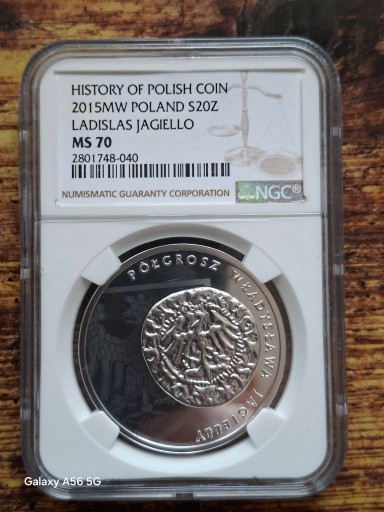 HISTORY OF POLISH COIN
2015MW POLAND S20Z
LADISLAS JAGIELLO
MS 70
2801748-040
NUMISMATIC GUARANTY CORPORATION
NGC®
PÓŁGROSZ WŁADYSŁAWA JAGIEŁŁY
Galaxy A56 5G